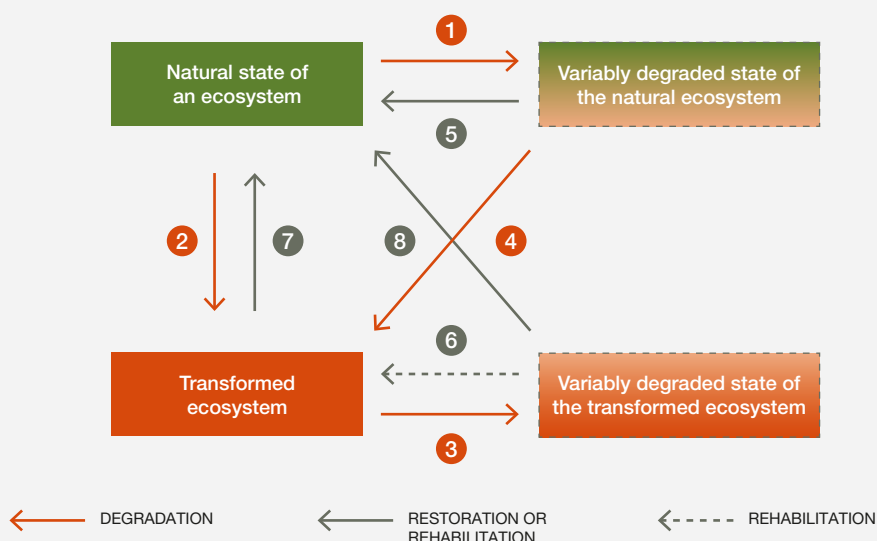 1
Natural state of
an ecosystem
Variably degraded state of
the natural ecosystem
5
2
7
8
4
6
Transformed
ecosystem
Variably degraded state of
the transformed ecosystem
3
DEGRADATION
RESTORATION OR
REHABILITATION
REHABILITATION